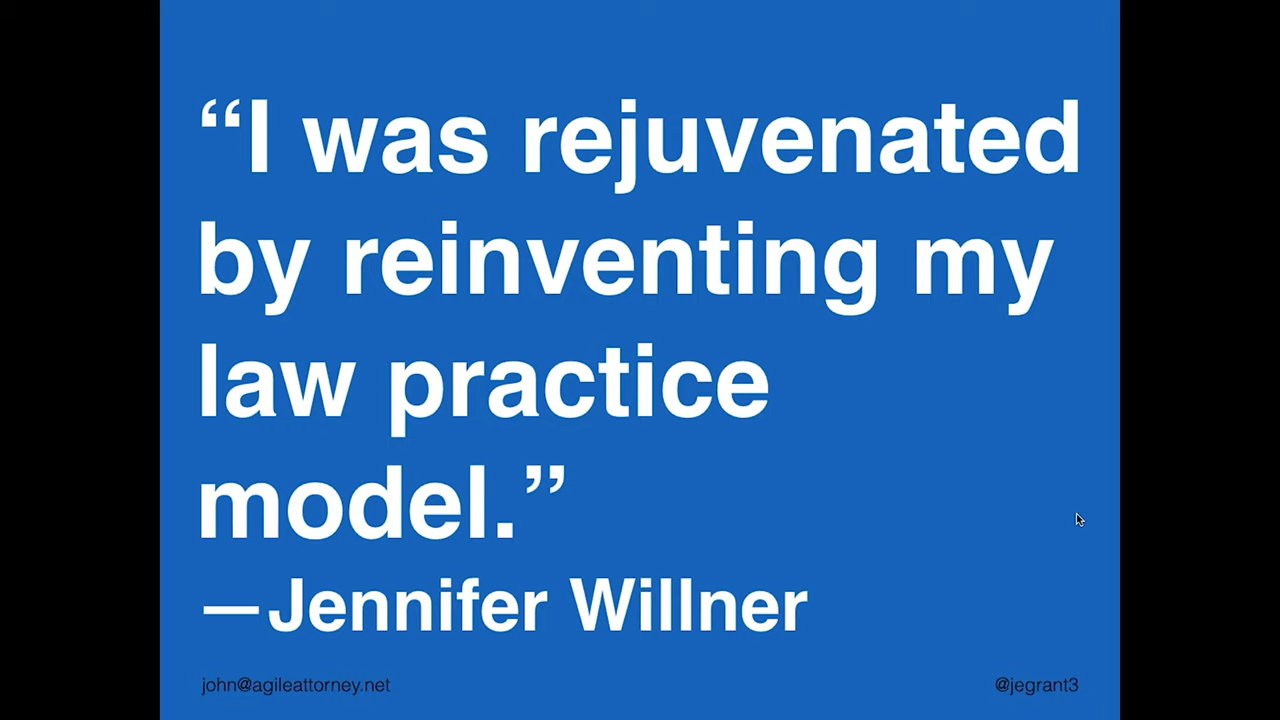 “I was rejuvenated
by reinventing my
law practice
model.”
—Jennifer Willner
john@agileattorney.net
@jegrant3